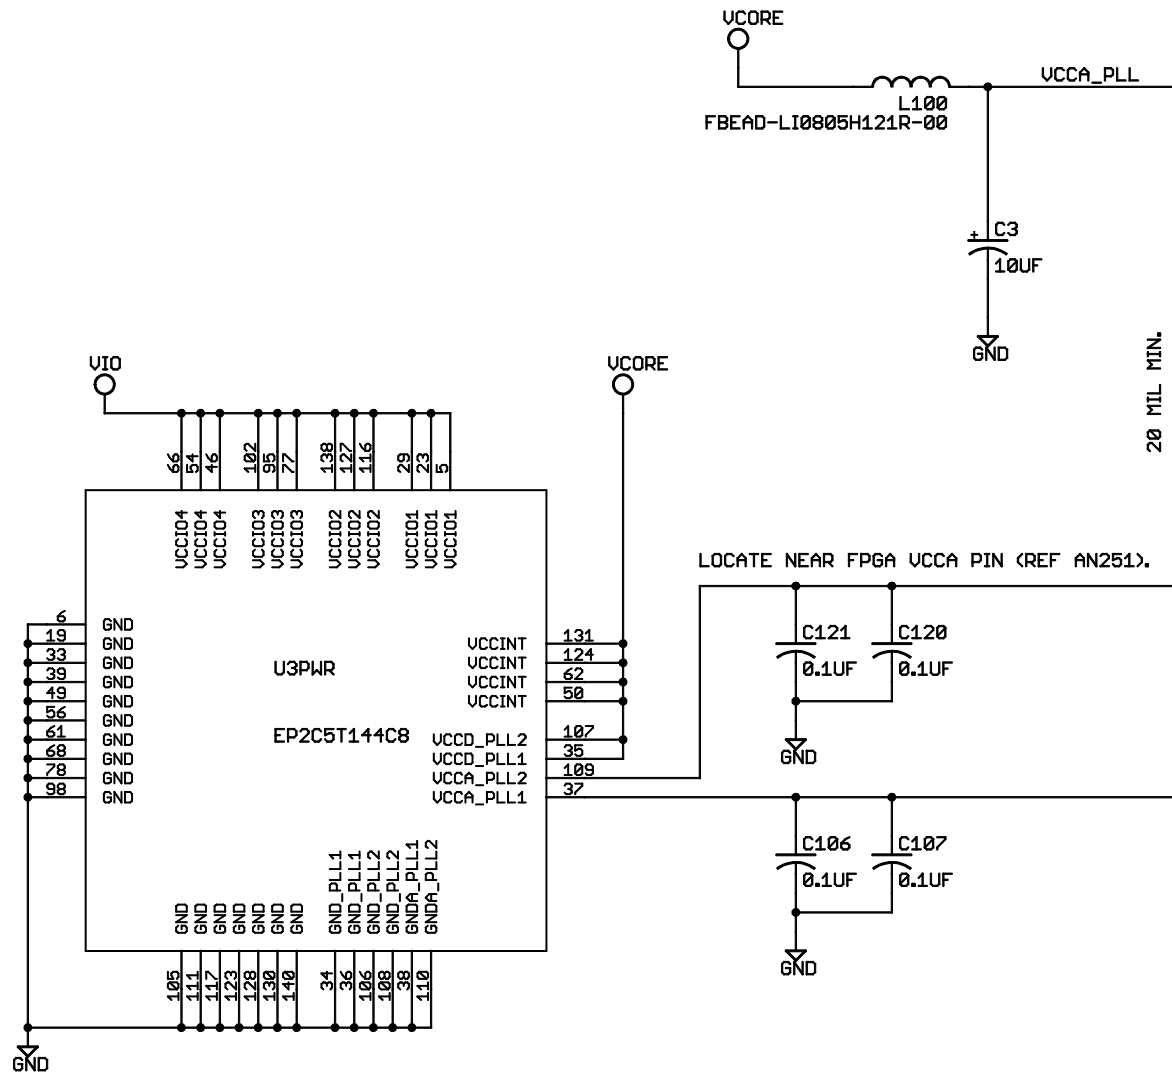 VCORE
VCCA_PLL
L100
FBEAD-LI0805H121R-00
+
C3
10UF
GND
20 MIL MIN.
VIO
VCORE
66
54
46
102
95
77
138
127
116
29
23
5
VCCIO4
VCCIO4
VCCIO4
VCCIO3
VCCIO3
VCCIO3
VCCIO2
VCCIO2
VCCIO2
VCCIO1
VCCIO1
VCCIO1
LOCATE NEAR FPGA VCCA PIN (REF AN251).
6 GND
19 GND
33 GND
39 GND
49 GND
56 GND
61 GND
68 GND
78 GND
98 GND
U3PWR
EP2C5T144C8
VCCINT 131
VCCINT 124
VCCINT 62
VCCINT 50
VCCD_PLL2 107
VCCD_PLL1 35
VCCA_PLL2 109
VCCA_PLL1 37
C121
0.1UF
C120
0.1UF
GND
C106
0.1UF
C107
0.1UF
GND
GND
GND
GND
GND
GND
GND
GND
GND_PLL1
GND_PLL1
GND_PLL2
GND_PLL2
GNDA_PLL1
GNDA_PLL2
105
111
117
123
128
130
140
34
36
106
108
38
110
GND